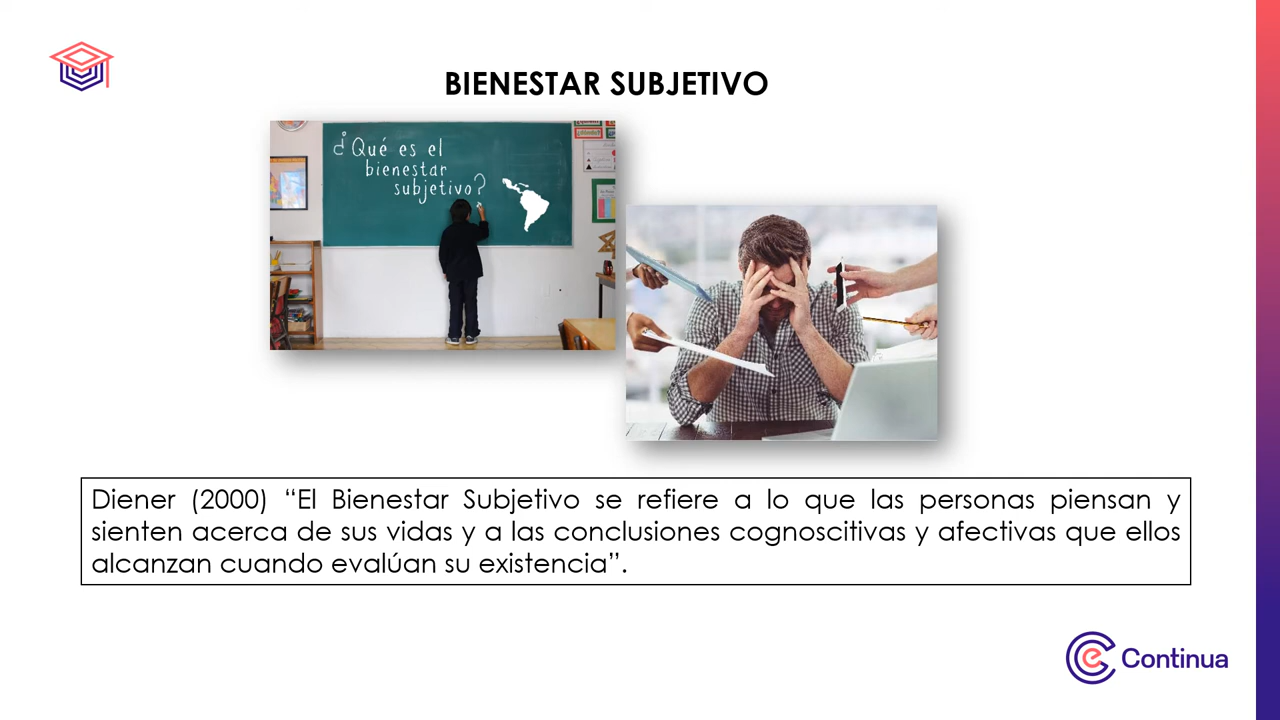 BIENESTAR SUBJETIVO
¿Qué es el
bienestar
subjetivo?
Diener (2000) “El Bienestar Subjetivo se refiere a lo que las personas piensan y
sienten acerca de sus vidas y a las conclusiones cognoscitivas y afectivas que ellos
alcanzan cuando evalúan su existencia”.
Continua